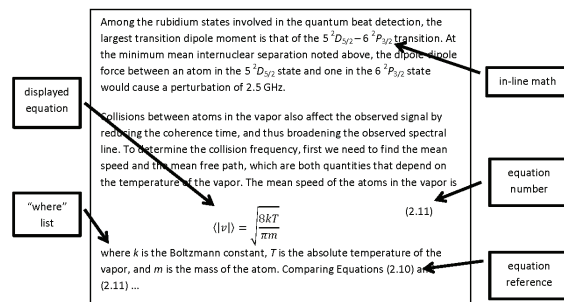 Among the rubidium states involved in the quantum beat detection, the
largest transition dipole moment is that of the 5 ²D₅/₂ – 6 ²P₃/₂ transition. At
the minimum mean internuclear separation noted above, the dipole-dipole
force between an atom in the 5 ²D₅/₂ state and one in the 6 ²P₃/₂ state
would cause a perturbation of 2.5 GHz.
in-line math
displayed
equation
Collisions between atoms in the vapor also affect the observed signal by
reducing the coherence time, and thus broadening the observed spectral
line. To determine the collision frequency, first we need to find the mean
speed and the mean free path, which are both quantities that depend on
the temperature of the vapor. The mean speed of the atoms in the vapor is
equation
number
"where"
list
⟨|v|⟩ = √(8kT/πm)
(2.11)
where k is the Boltzmann constant, T is the absolute temperature of the
vapor, and m is the mass of the atom. Comparing Equations (2.10) and
(2.11) ...
equation
reference